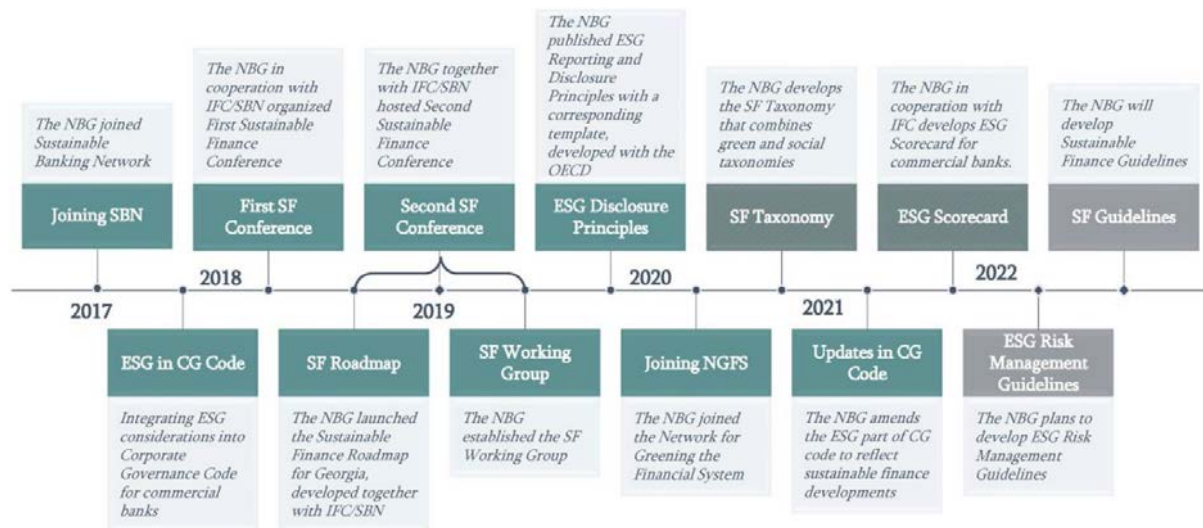 The NBG joined
Sustainable
Banking Network
Joining SBN
The NBG in
cooperation with
IFC/SBN organized
First Sustainable
Finance
Conference
First SF
Conference
The NBG together
with IFC/SBN
hosted Second
Sustainable
Finance
Conference
Second SF
Conference
The NBG
published ESG
Reporting and
Disclosure
Principles with a
corresponding
template,
developed with the
OECD
ESG Disclosure
Principles
The NBG develops
the SF Taxonomy
that combines
green and social
taxonomies
SF Taxonomy
The NBG in
cooperation with
IFC develops ESG
Scorecard for
commercial banks.
ESG Scorecard
The NBG will
develop
Sustainable
Finance Guidelines
SF Guidelines
2017
2018
2019
2020
2021
2022
ESG in CG Code
Integrating ESG
considerations into
Corporate
Governance Code
for commercial
banks
SF Roadmap
The NBG launched
the Sustainable
Finance Roadmap
for Georgia,
developed together
with IFC/SBN
SF Working
Group
The NBG
established the SF
Working Group
Joining NGFS
The NBG joined
the Network for
Greening the
Financial System
Updates in CG
Code
The NBG amends
the ESG part of CG
code to reflect
sustainable finance
developments
ESG Risk
Management
Guidelines
The NBG plans to
develop ESG Risk
Management
Guidelines